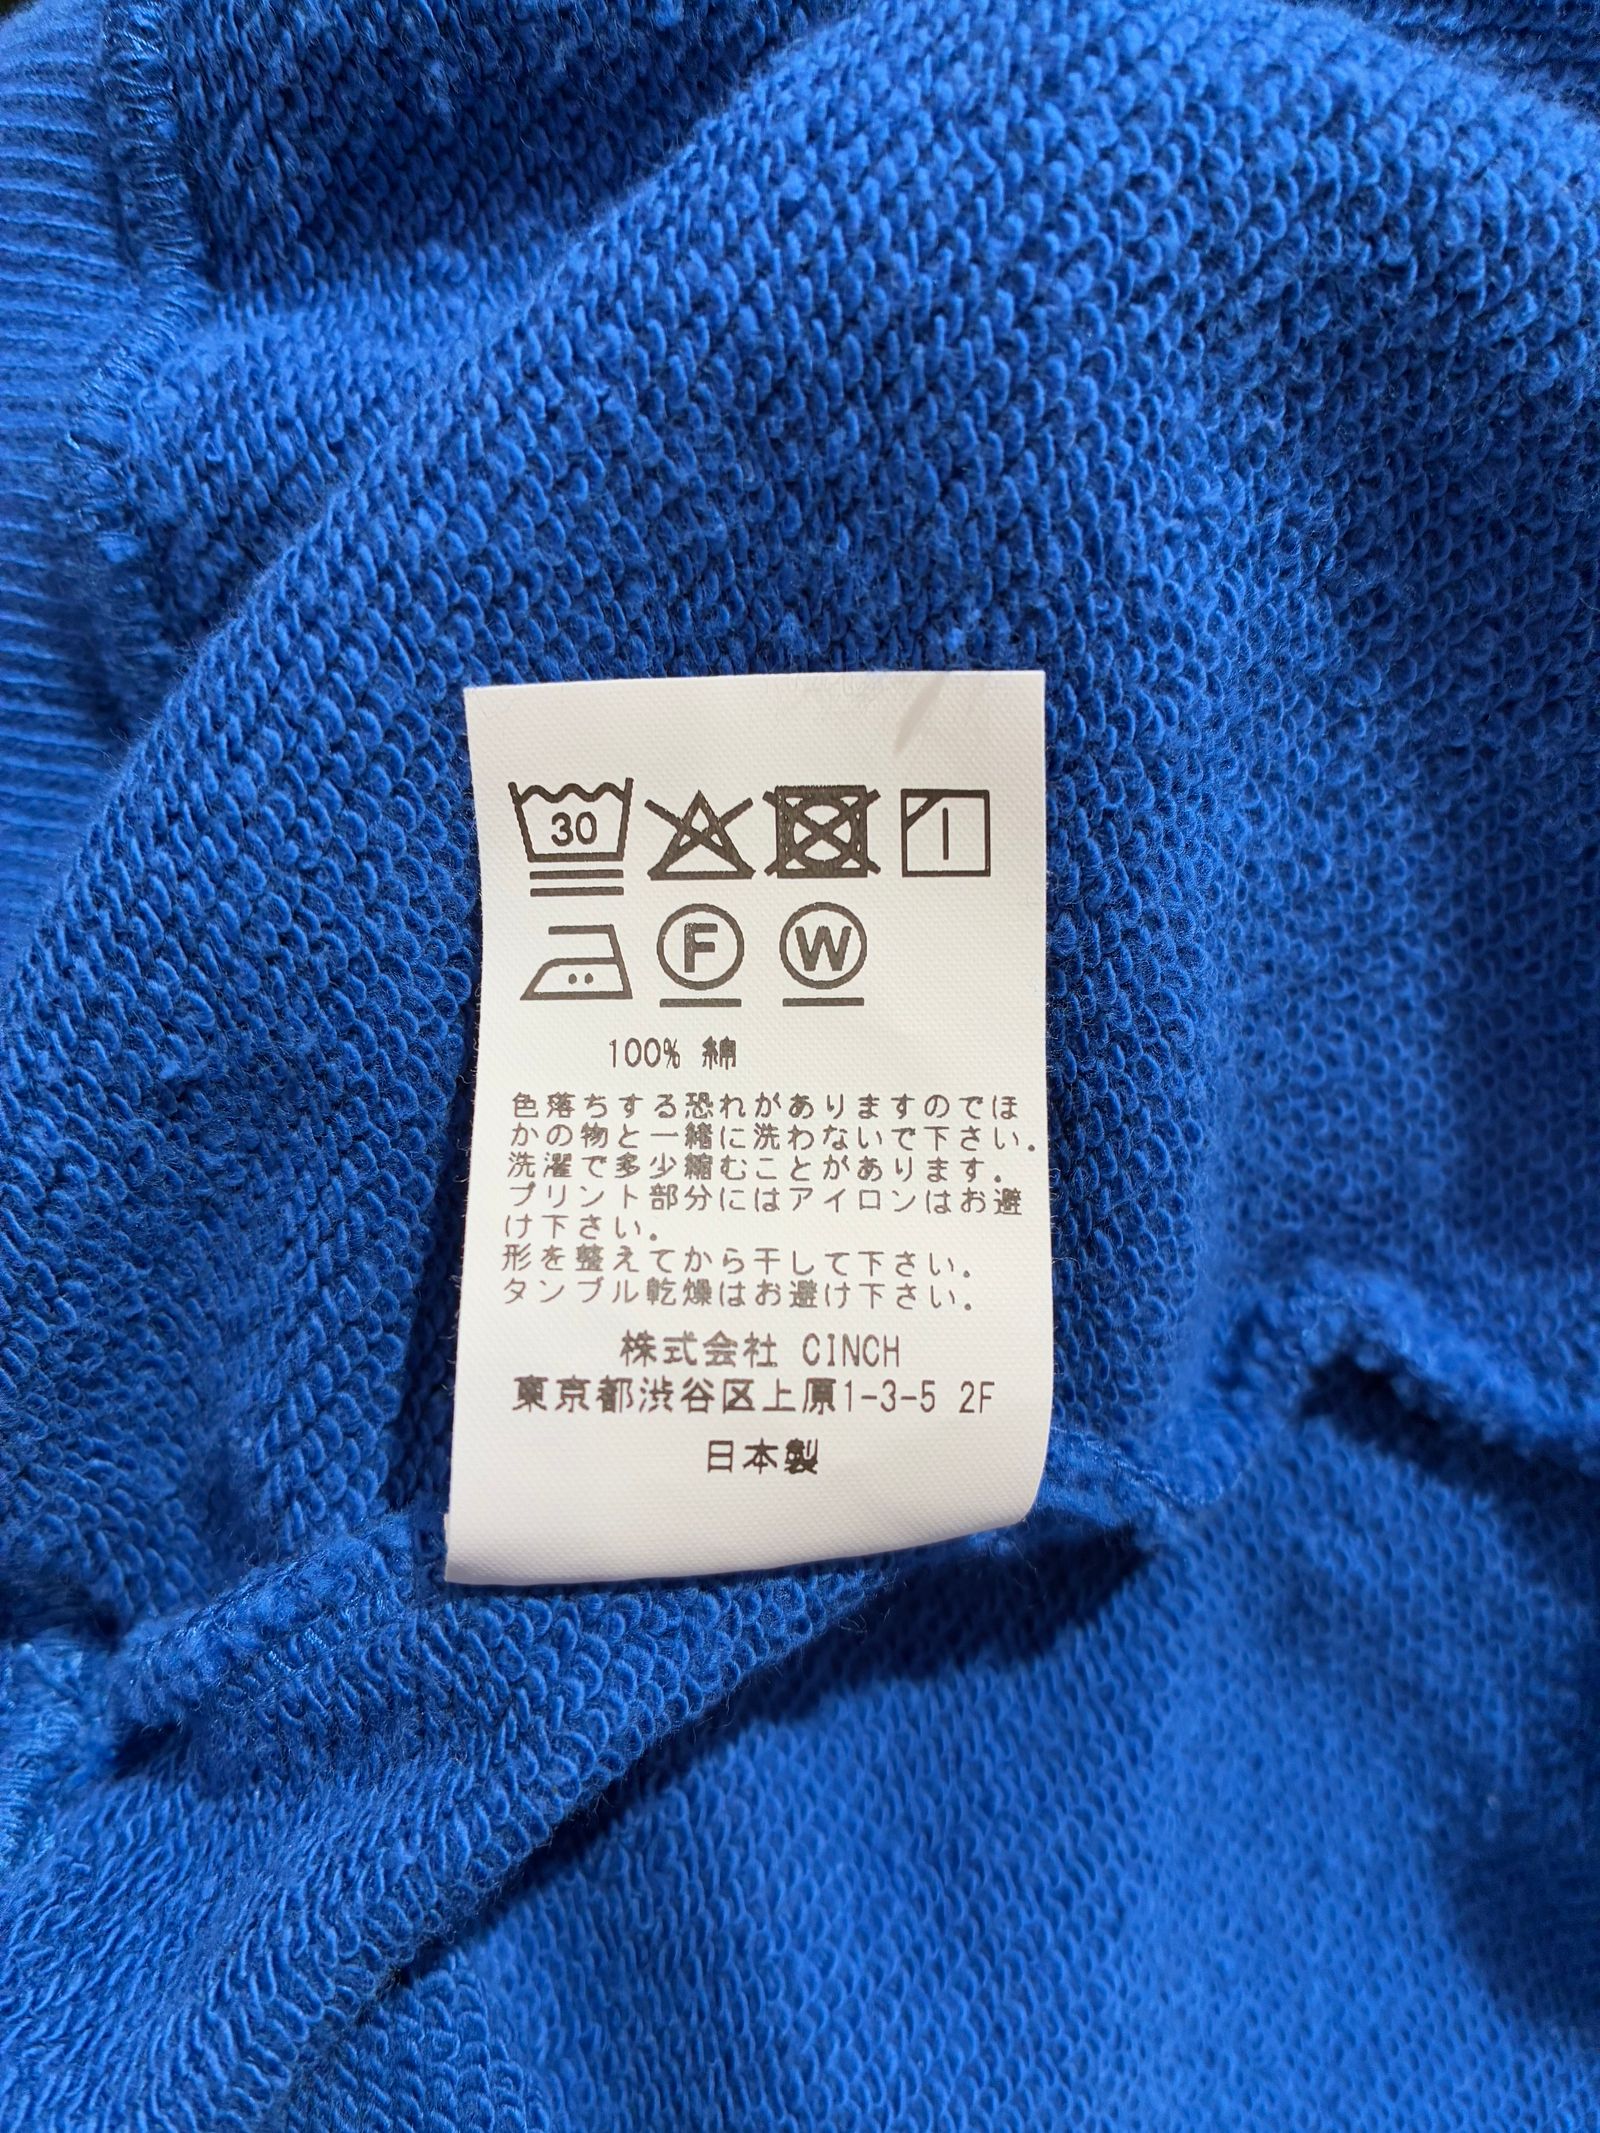 30
F W
100% 綿
色落ちする恐れがありますのでほ
かの物と一緒に洗わないで下さい.
洗濯で多少縮むことがあります.
プリント部分にはアイロンはお避
け下さい.
形を整えてから干して下さい.
タンブル乾燥はお避け下さい.
株式会社 CINCH
東京都渋谷区上原1-3-5 2F
日本製